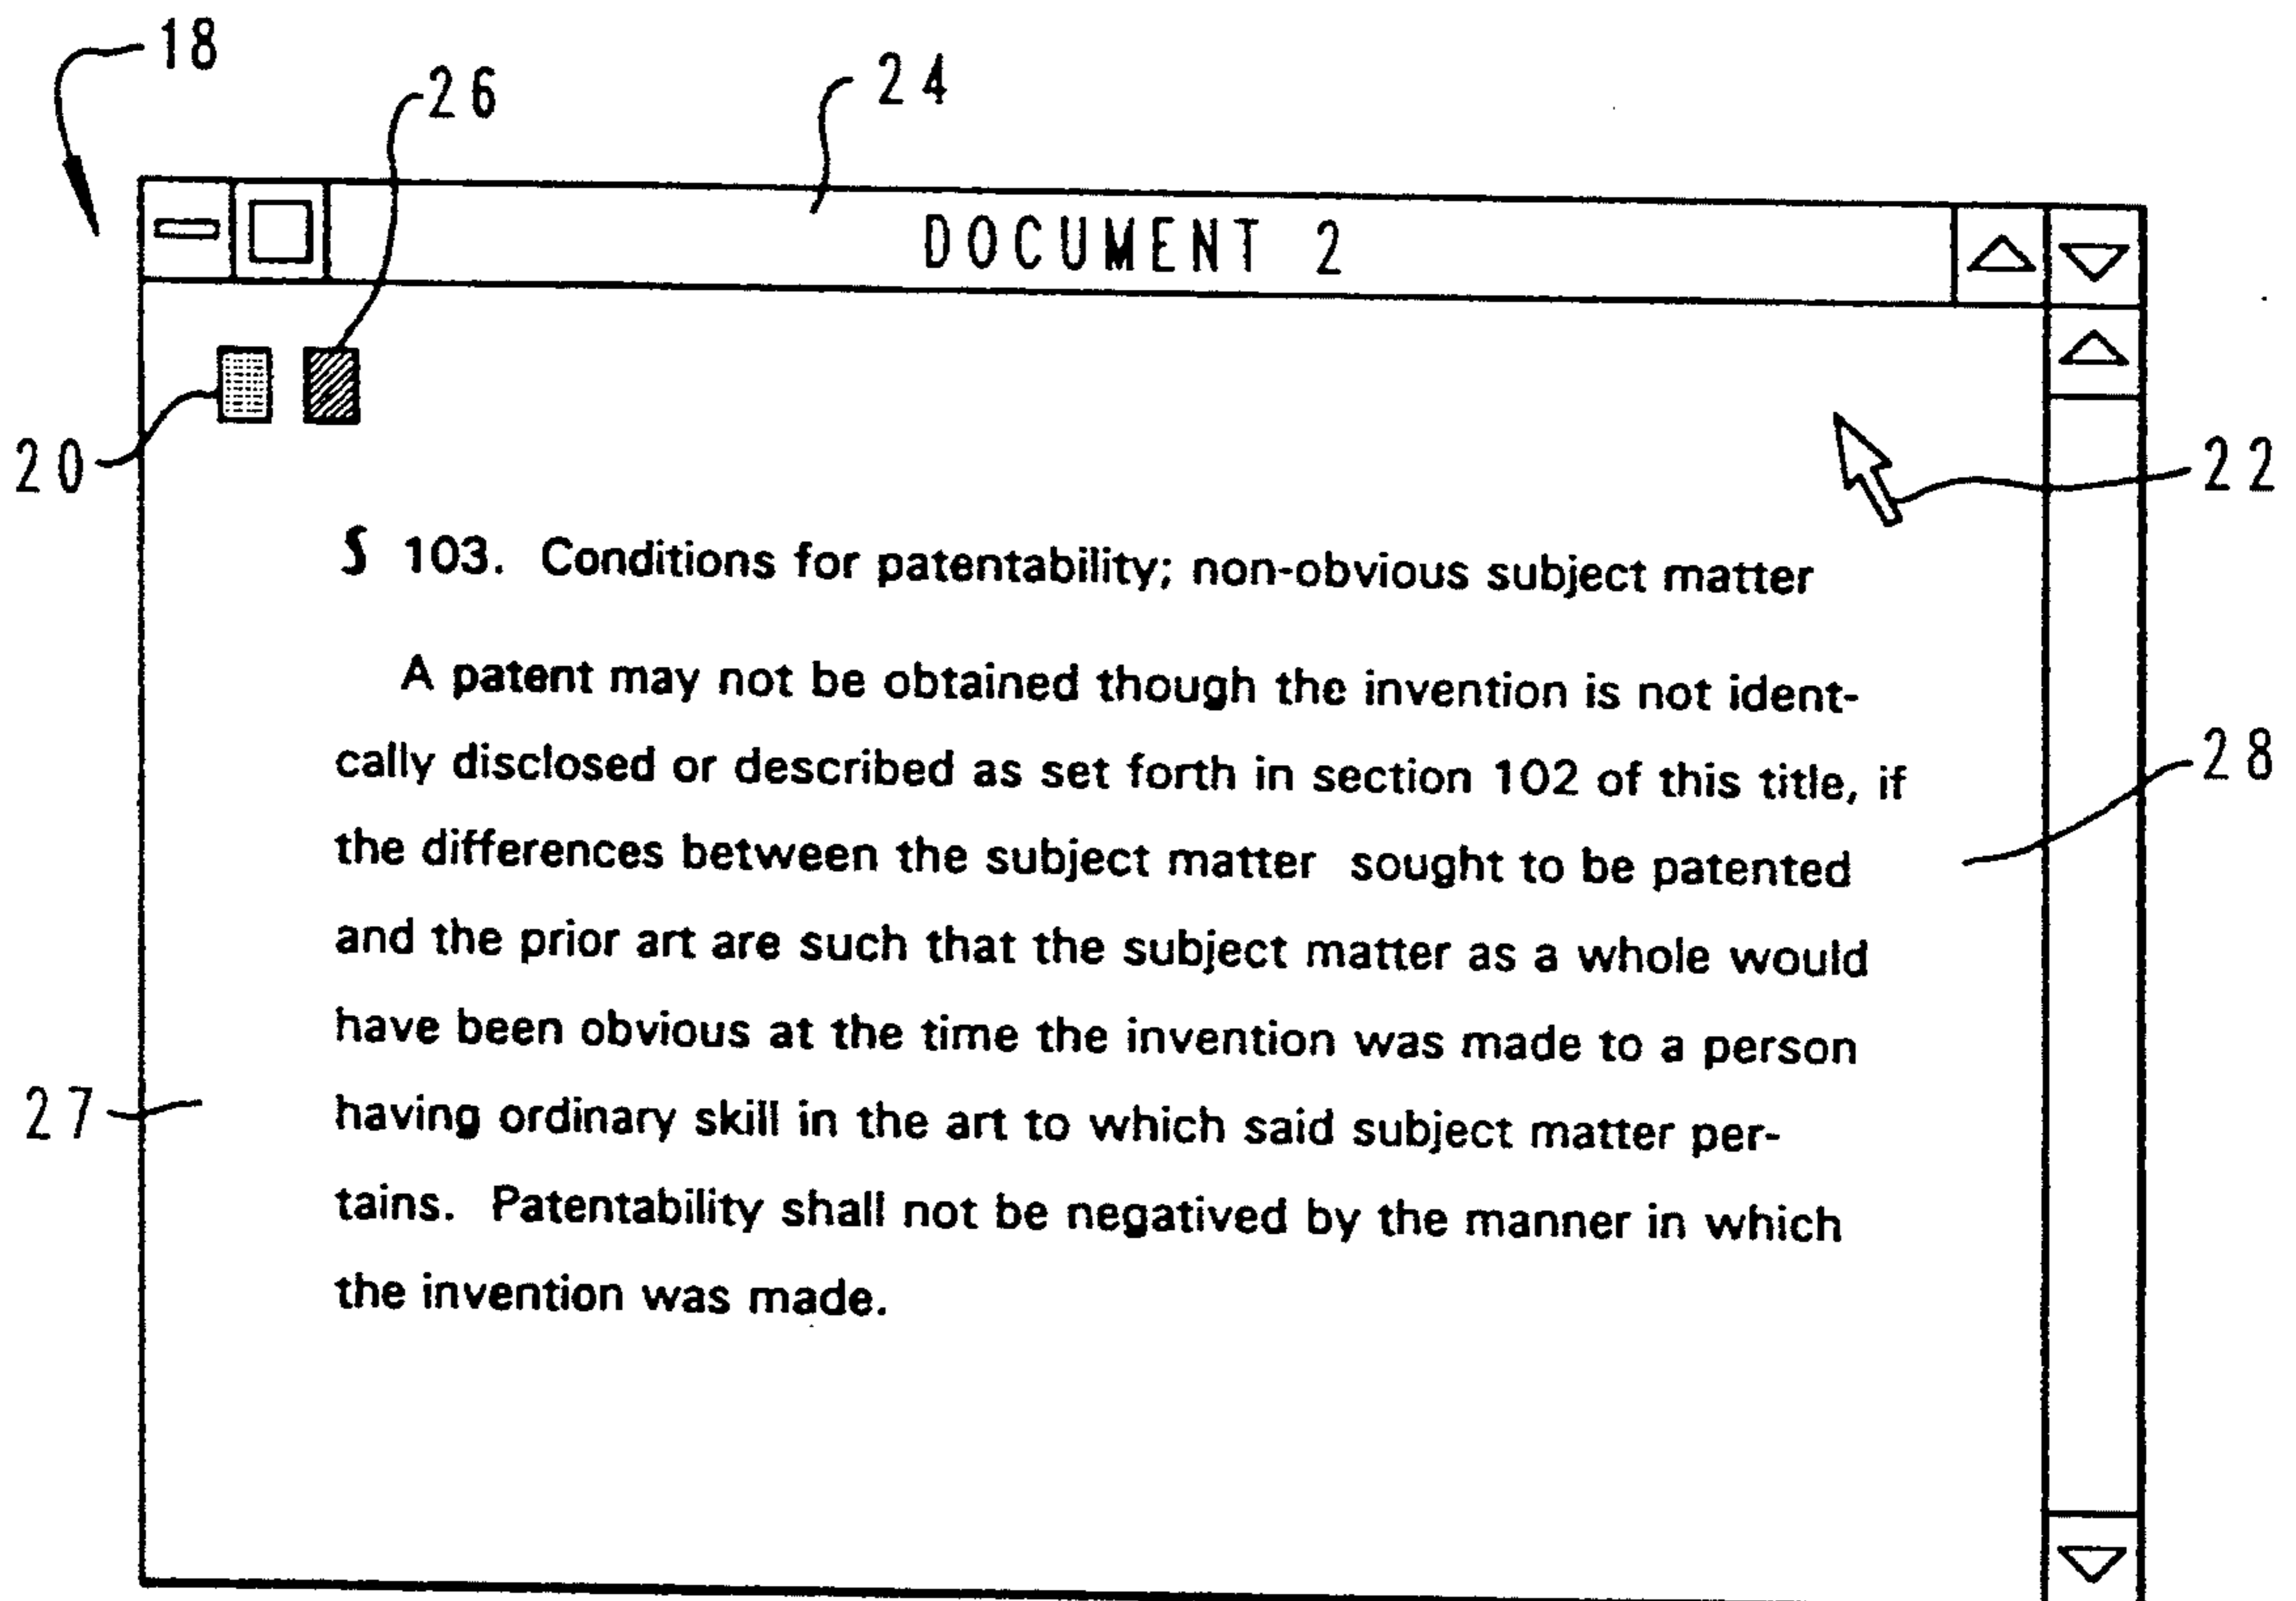 18
26
24
DOCUMENT 2
20
22
§ 103. Conditions for patentability; non-obvious subject matter
A patent may not be obtained though the invention is not ident-
cally disclosed or described as set forth in section 102 of this title, if
the differences between the subject matter sought to be patented
and the prior art are such that the subject matter as a whole would
have been obvious at the time the invention was made to a person
having ordinary skill in the art to which said subject matter per-
tains. Patentability shall not be negatived by the manner in which
the invention was made.
28
27